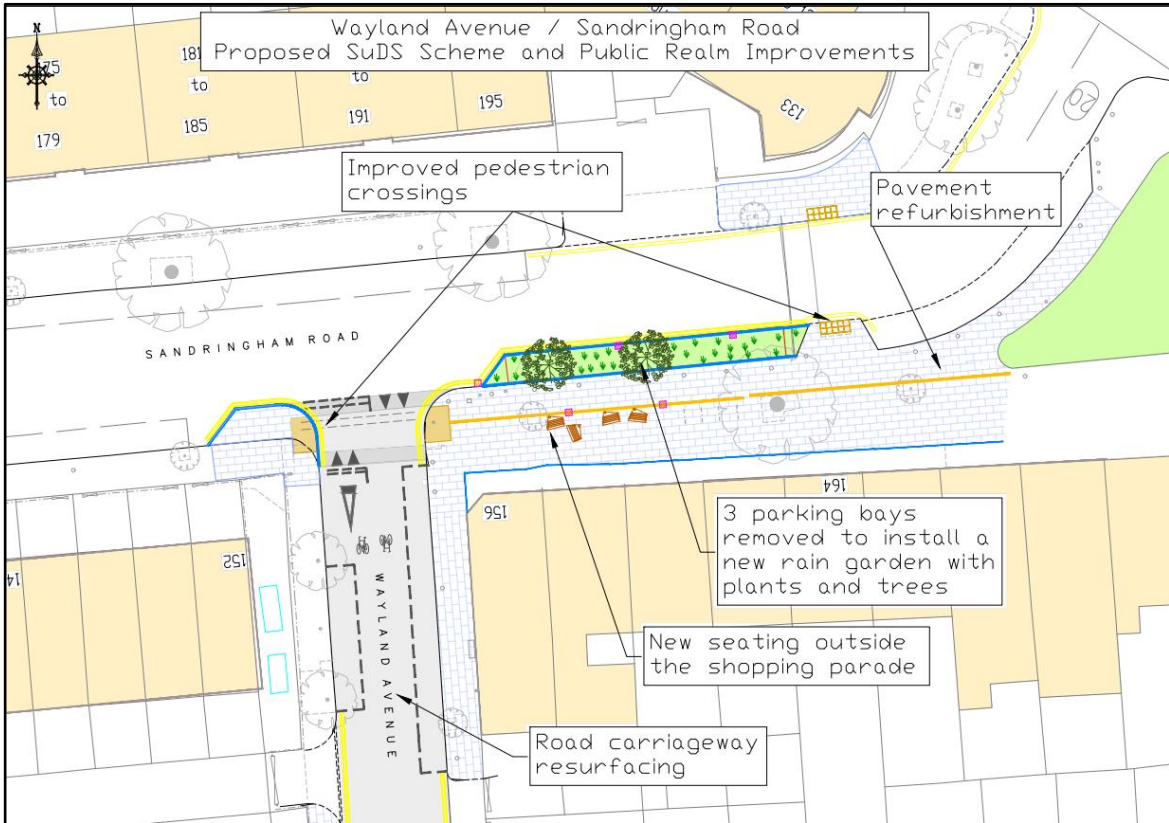 Wayland Avenue / Sandringham Road
Proposed SuDS Scheme and Public Realm Improvements
N
175
to
179
181
to
185
to
191
195
133
20
Improved pedestrian
crossings
Pavement
refurbishment
SANDRINGHAM ROAD
156
164
152
14
3 parking bays
removed to install a
new rain garden with
plants and trees
New seating outside
the shopping parade
WAYLAND AVENUE
Road carriageway
resurfacing